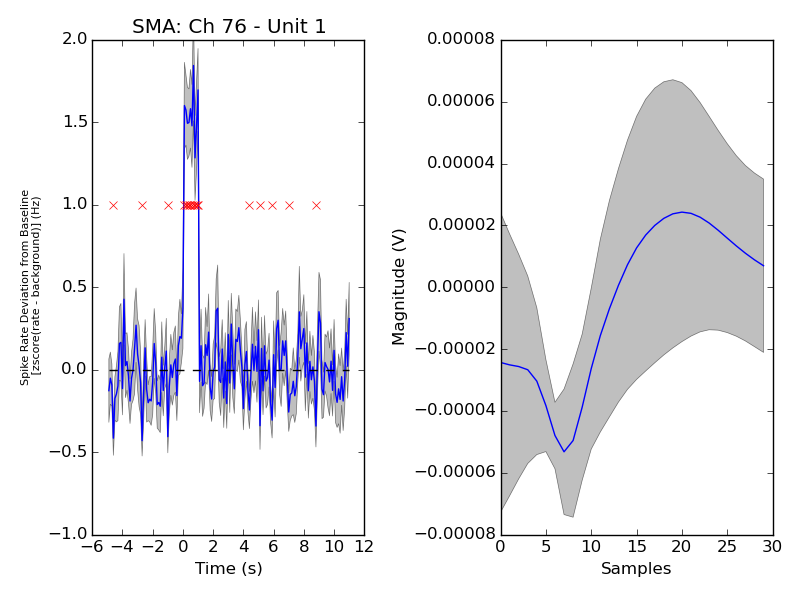 SMA: Ch 76 - Unit 1
2.0
1.5
1.0
0.5
0.0
−0.5
−1.0
−6 −4 −2 0 2 4 6 8 10 12
Time (s)
Spike Rate Deviation from Baseline
[zscore(rate - background)] (Hz)
0.00008
0.00006
0.00004
0.00002
0.00000
−0.00002
−0.00004
−0.00006
−0.00008
0 5 10 15 20 25 30
Samples
Magnitude (V)